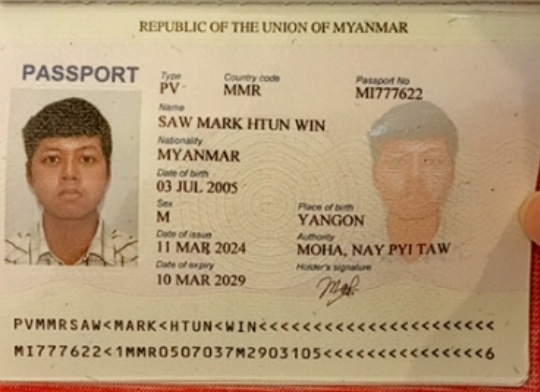 REPUBLIC OF THE UNION OF MYANMAR
PASSPORT
Type Country code Passport No
PV MMR MI777622
Name
SAW MARK HTUN WIN
Nationality
MYANMAR
Date of birth
03 JUL 2005
Sex Place of birth
M YANGON
Date of issue Authority
11 MAR 2024 MOHA, NAY PYI TAW
Date of expiry Holder's signature
10 MAR 2029
PVMMRSAW<MARK<HTUN<WIN<<<<<<<<<<<<<<<<<<<<<<
MI777622<1MMR0507037M2903105<<<<<<<<<<<<<<<6